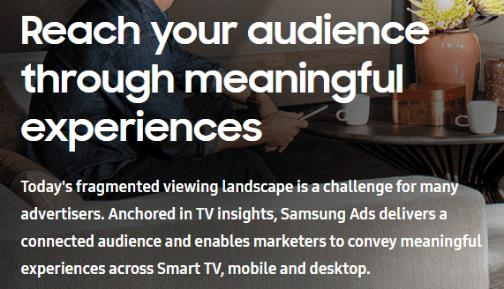 Reach your audience
through meaningful
experiences
Today's fragmented viewing landscape is a challenge for many
advertisers. Anchored in TV insights, Samsung Ads delivers a
connected audience and enables marketers to convey meaningful
experiences across Smart TV, mobile and desktop.